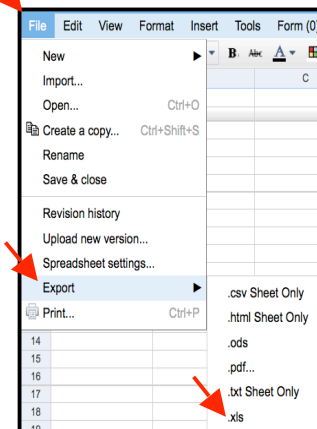 File Edit View Format Insert Tools Form (0)
B Abc A
New
Import...
Open... Ctrl+O
Create a copy... Ctrl+Shift+S
Rename
Save & close
Revision history
Upload new version...
Spreadsheet settings...
Export
Print... Ctrl+P
C
.csv Sheet Only
.html Sheet Only
.ods
.pdf...
.txt Sheet Only
.xls
14
15
16
17
18
19